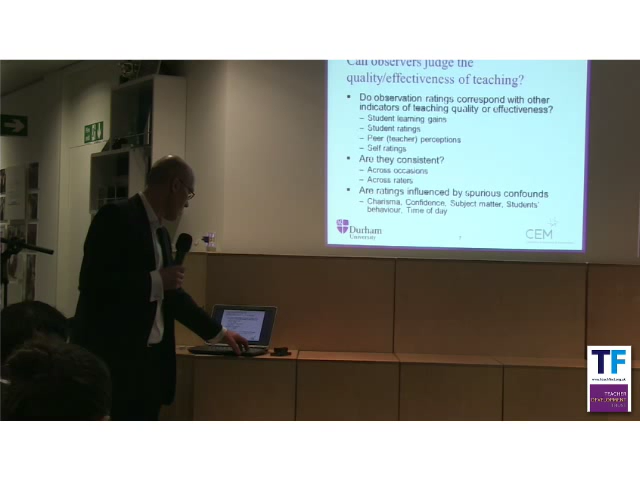 Can observers judge the
quality/effectiveness of teaching?
• Do observation ratings correspond with other
indicators of teaching quality or effectiveness?
– Student learning gains
– Student ratings
– Peer (teacher) perceptions
– Self ratings
• Are they consistent?
– Across occasions
– Across raters
• Are ratings influenced by spurious confounds
– Charisma, Confidence, Subject matter, Students'
behaviour, Time of day
Durham
University
CEM
TF
TEACHER
DEVELOPMENT
TRUST